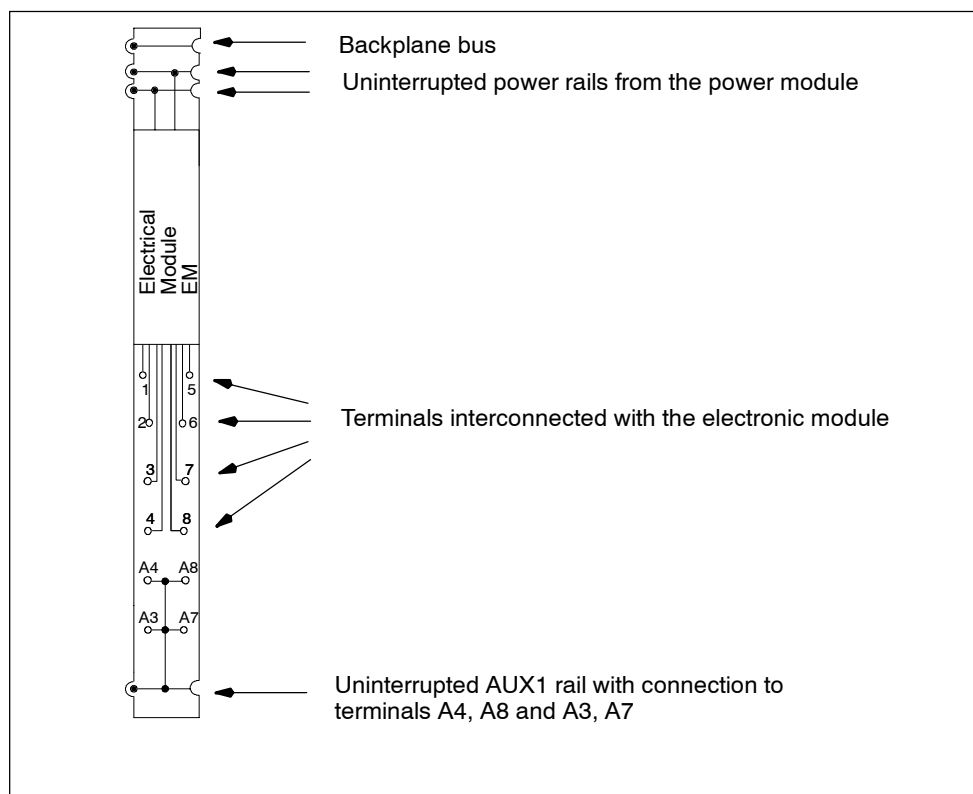 Backplane bus
Uninterrupted power rails from the power module
Electrical
Module
EM
1 5
2 6
Terminals interconnected with the electronic module
3 7
4 8
A4 A8
A3 A7
Uninterrupted AUX1 rail with connection to
terminals A4, A8 and A3, A7